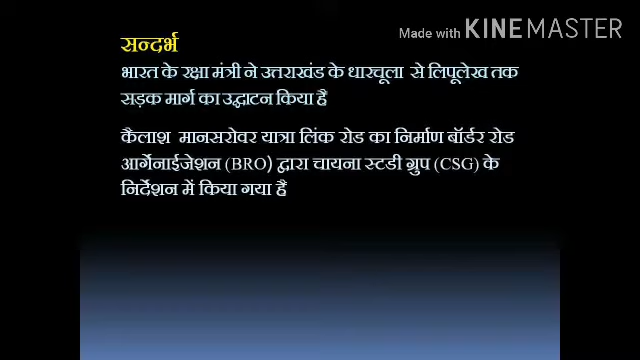 Made with KINEMASTER
सन्दर्भ
भारत के रक्षा मंत्री ने उत्तराखंड के धारचूला से लिपूलेख तक
सड़क मार्ग का उद्घाटन किया है
कैलाश मानसरोवर यात्रा लिंक रोड का निर्माण बॉर्डर रोड
आर्गेनाईजेशन (BRO) द्वारा चायना स्टडी ग्रुप (CSG) के
निर्देशन में किया गया है